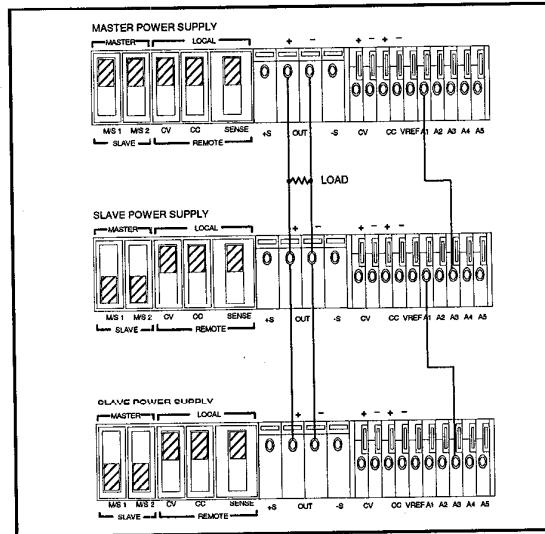 MASTER POWER SUPPLY
MASTER LOCAL + − + − + −
M/S 1 M/S 2 CV CC SENSE +S OUT -S CV CC VREF A1 A2 A3 A4 A5
SLAVE REMOTE
LOAD
SLAVE POWER SUPPLY
MASTER LOCAL + − + − + −
M/S 1 M/S 2 CV CC SENSE +S OUT -S CV CC VREF A1 A2 A3 A4 A5
SLAVE REMOTE
SLAVE POWER SUPPLY
MASTER LOCAL + − + − + −
M/S 1 M/S 2 CV CC SENSE +S OUT -S CV CC VREF A1 A2 A3 A4 A5
SLAVE REMOTE